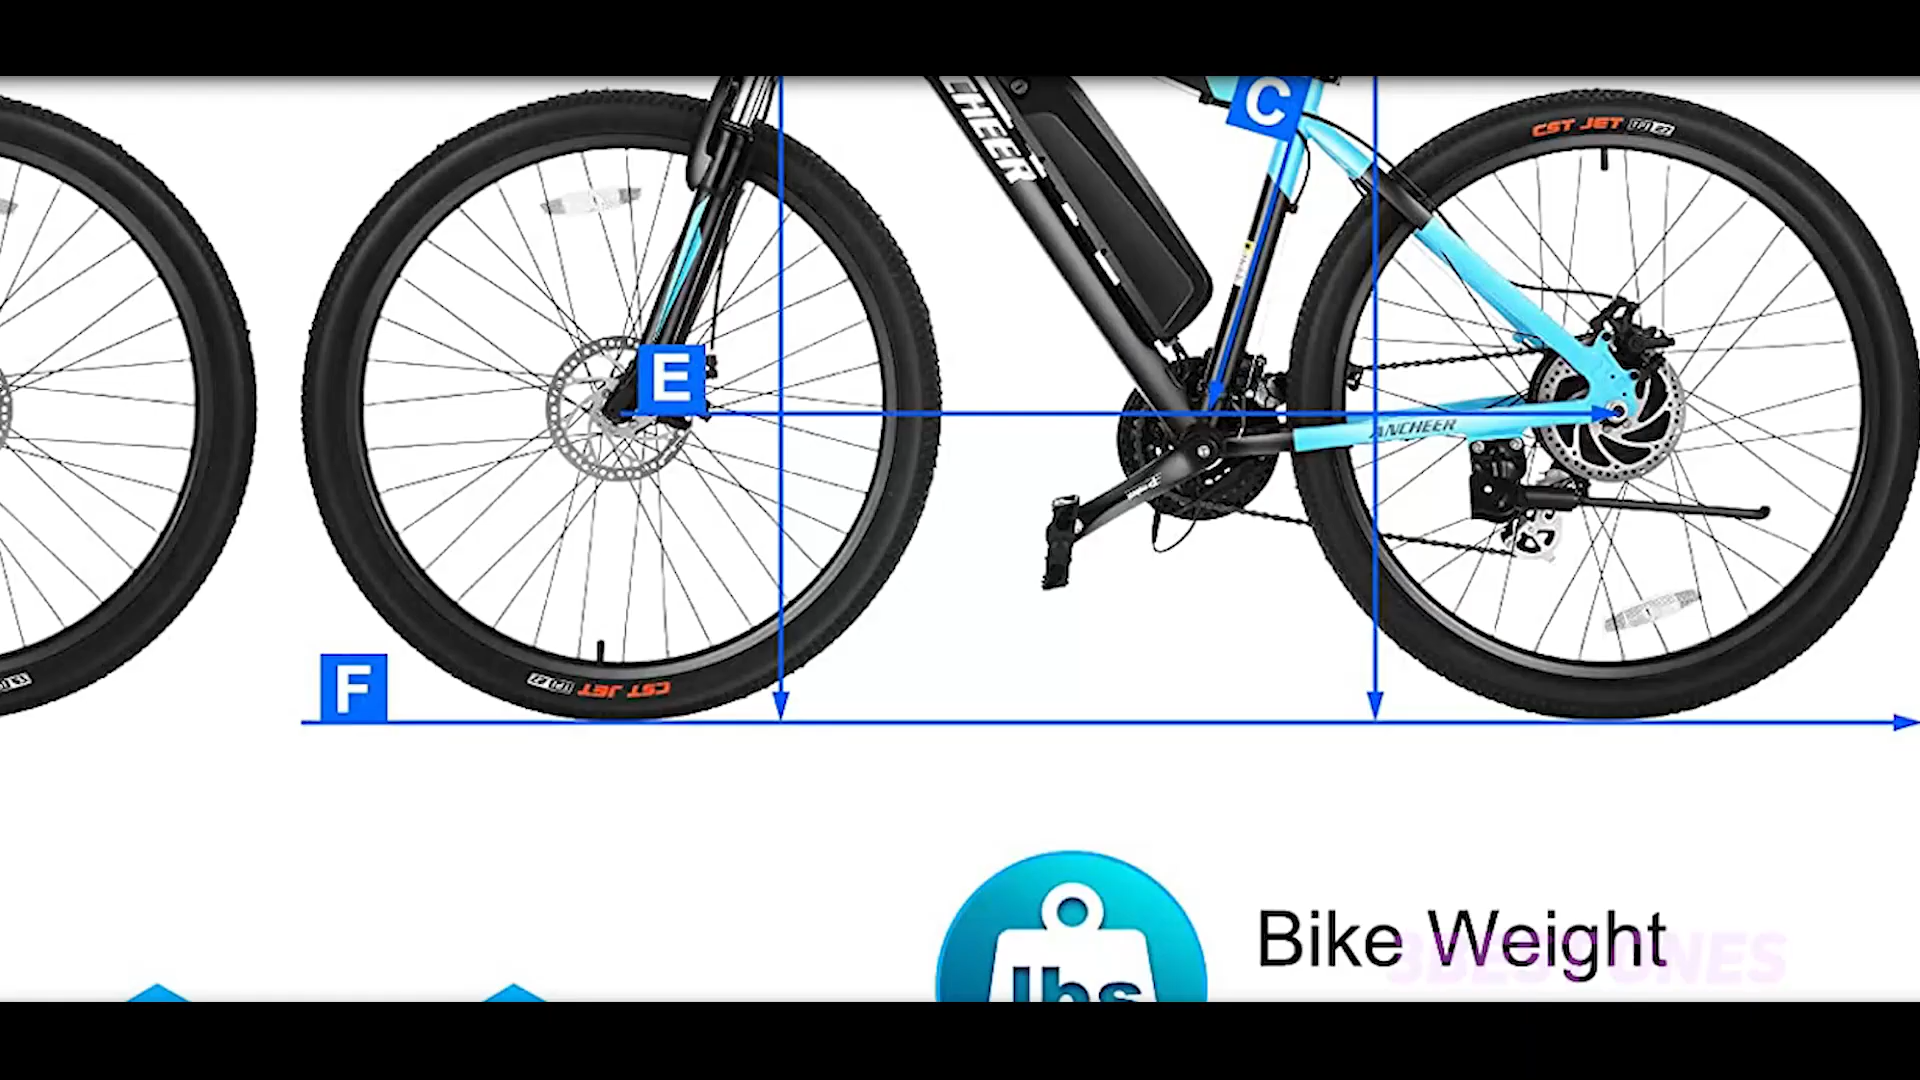 C
CST JET
CHEER
E
ANCHEER
F
CST JET
Bike Weight
lbs